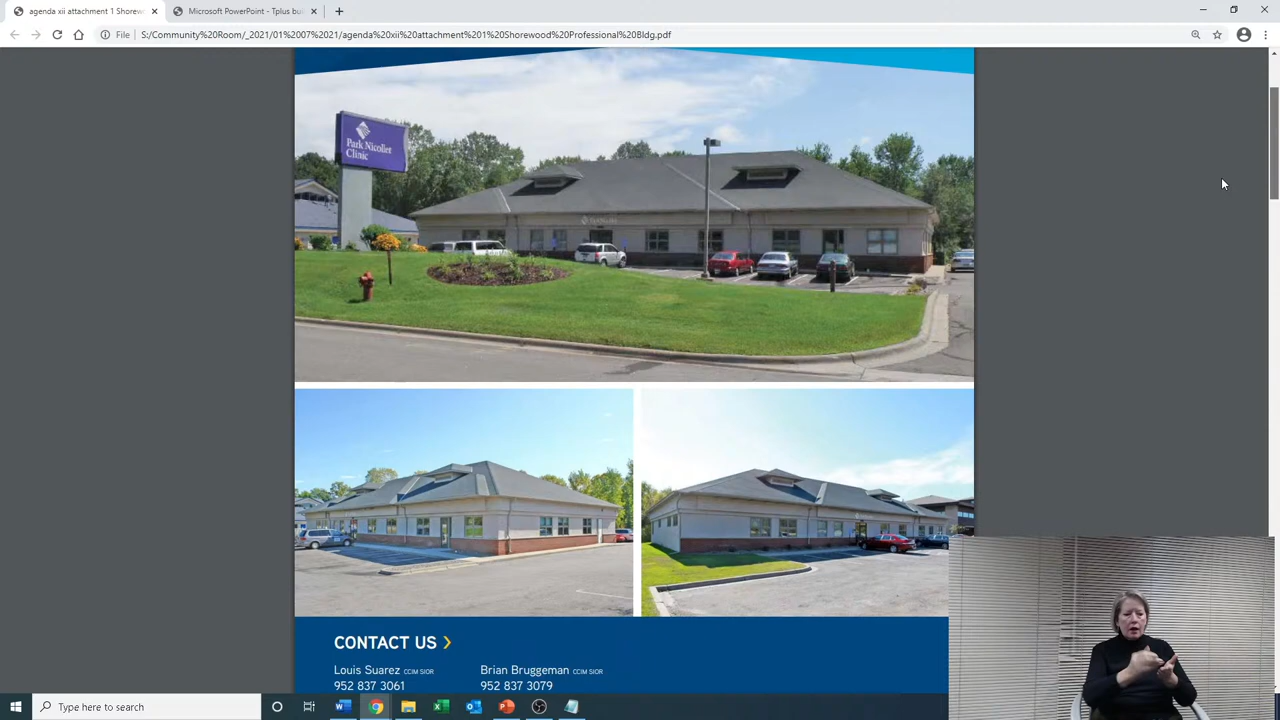 agenda xii attachment 1 Shorew
Microsoft PowerPoint - Tplus bu
File
S:/Community%20Room/_2021/01%2007%2021/agenda%20xii%20attachment%201%20Shorewood%20Professional%20Bldg.pdf
Park Nicollet
Clinic
CONTACT US
Louis Suarez CCIM SIOR
952 837 3061
Brian Bruggeman CCIM SIOR
952 837 3079
Type here to search